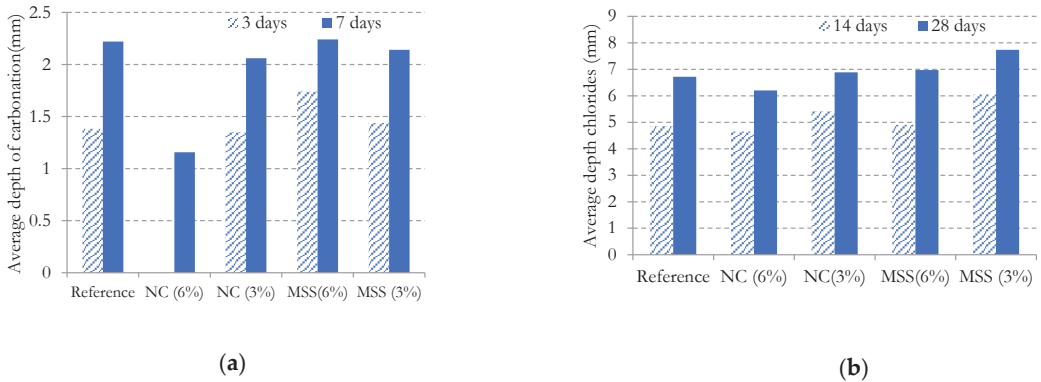 Average depth of carbonation(mm)
3 days
7 days
2.5
2
1.5
1
0.5
0
Reference
NC (6%)
NC (3%)
MSS(6%)
MSS (3%)
(a)
Average depth chlorides (mm)
14 days
28 days
9
8
7
6
5
4
3
2
1
0
Reference
NC (6%)
NC(3%)
MSS(6%)
MSS (3%)
(b)